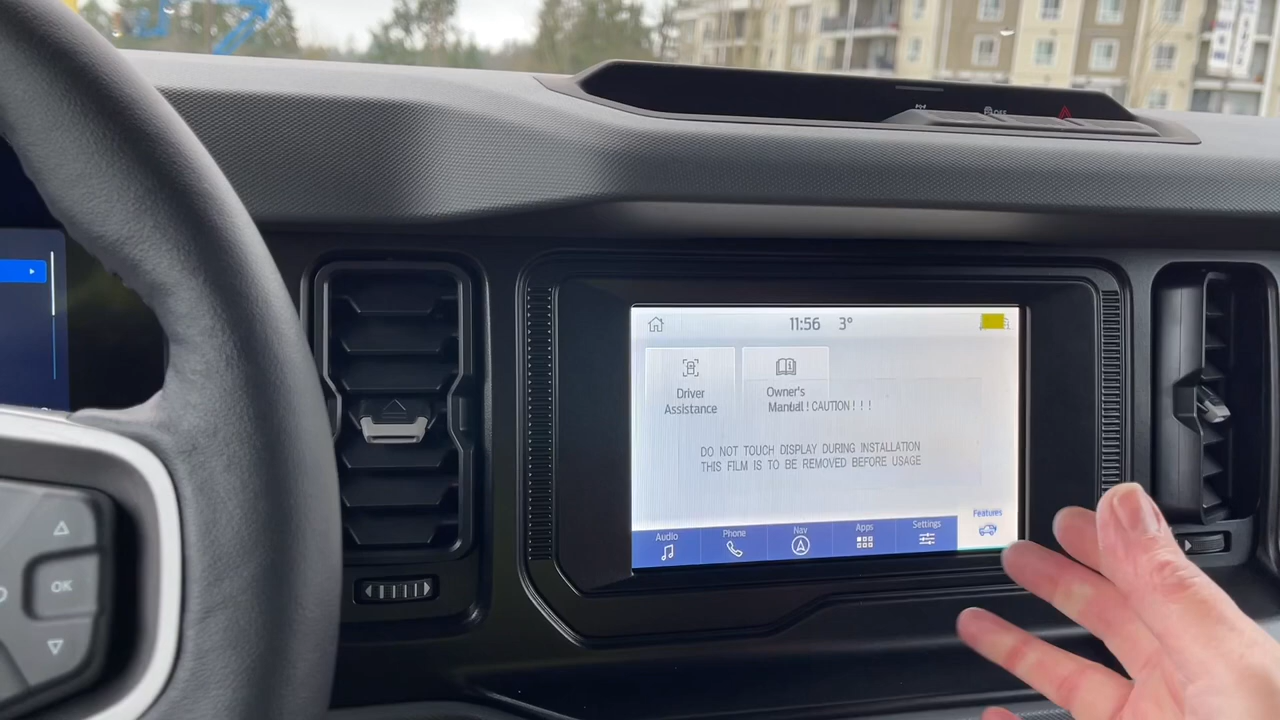 OFF
11:56 3°
Driver
Assistance
Owner's
Manual
! CAUTION ! ! !
DO NOT TOUCH DISPLAY DURING INSTALLATION
THIS FILM IS TO BE REMOVED BEFORE USAGE
Audio
Phone
Nav
Apps
Settings
Features
OK